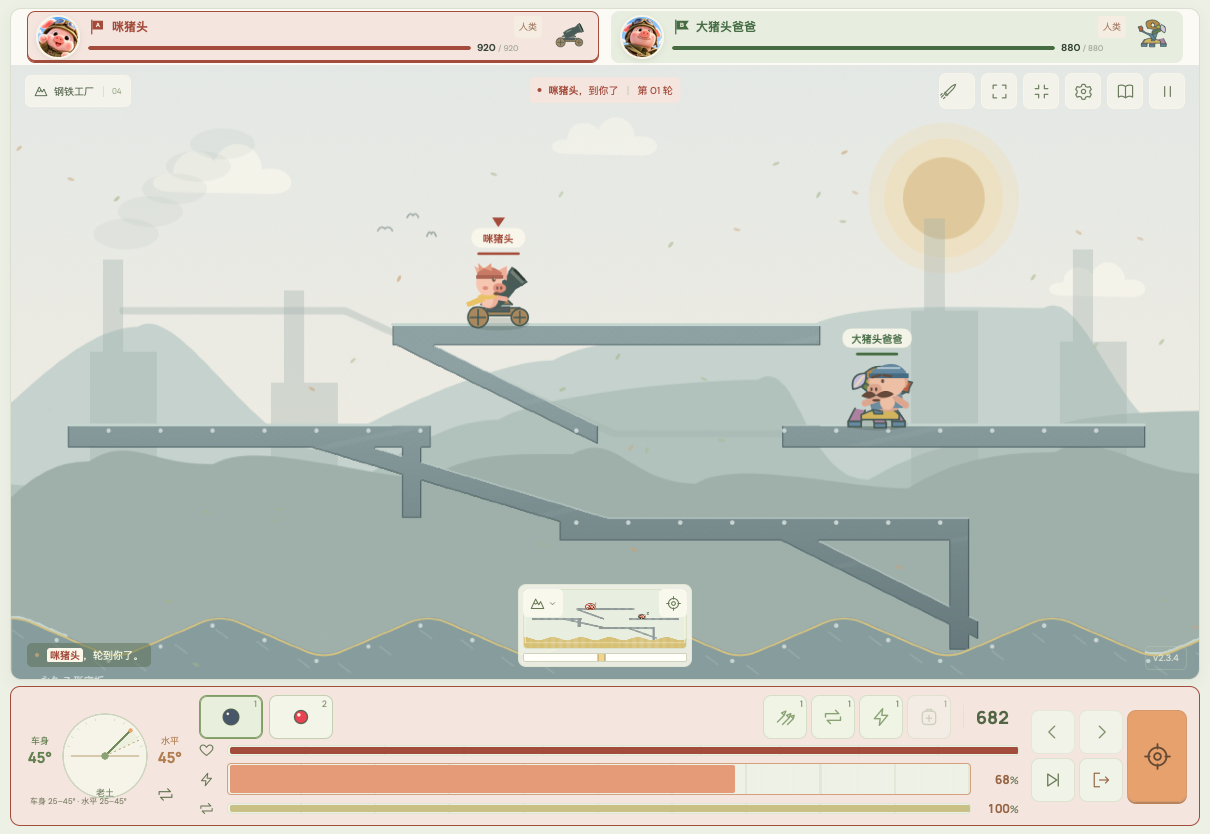 咪猪头
人类
920 / 920
大猪头爸爸
人类
880 / 880
钢铁工厂 04
咪猪头，到你了 第 01 轮
咪猪头
大猪头爸爸
咪猪头，轮到你了。
V2.3.4
1
2
1
1
1
1
682
车身
45°
水平
45°
老土
车身 25–45° · 水平 25–45°
68%
100%